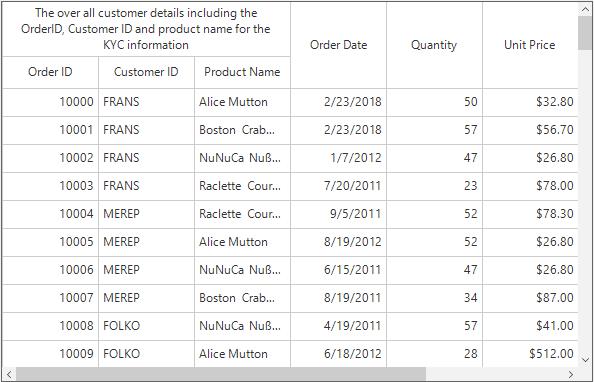 The over all customer details including the
OrderID, Customer ID and product name for the
KYC information
Order Date Quantity Unit Price
Order ID Customer ID Product Name
10000 FRANS Alice Mutton 2/23/2018 50 $32.80
10001 FRANS Boston Crab... 2/23/2018 57 $56.70
10002 FRANS NuNuCa Nuß... 1/7/2012 47 $26.80
10003 FRANS Raclette Cour... 7/20/2011 23 $78.00
10004 MEREP Raclette Cour... 9/5/2011 52 $78.30
10005 MEREP Alice Mutton 8/19/2012 52 $26.80
10006 MEREP NuNuCa Nuß... 6/15/2011 47 $26.80
10007 MEREP Boston Crab... 8/19/2011 34 $87.00
10008 FOLKO NuNuCa Nuß... 4/19/2011 57 $41.00
10009 FOLKO Alice Mutton 6/18/2012 28 $512.00